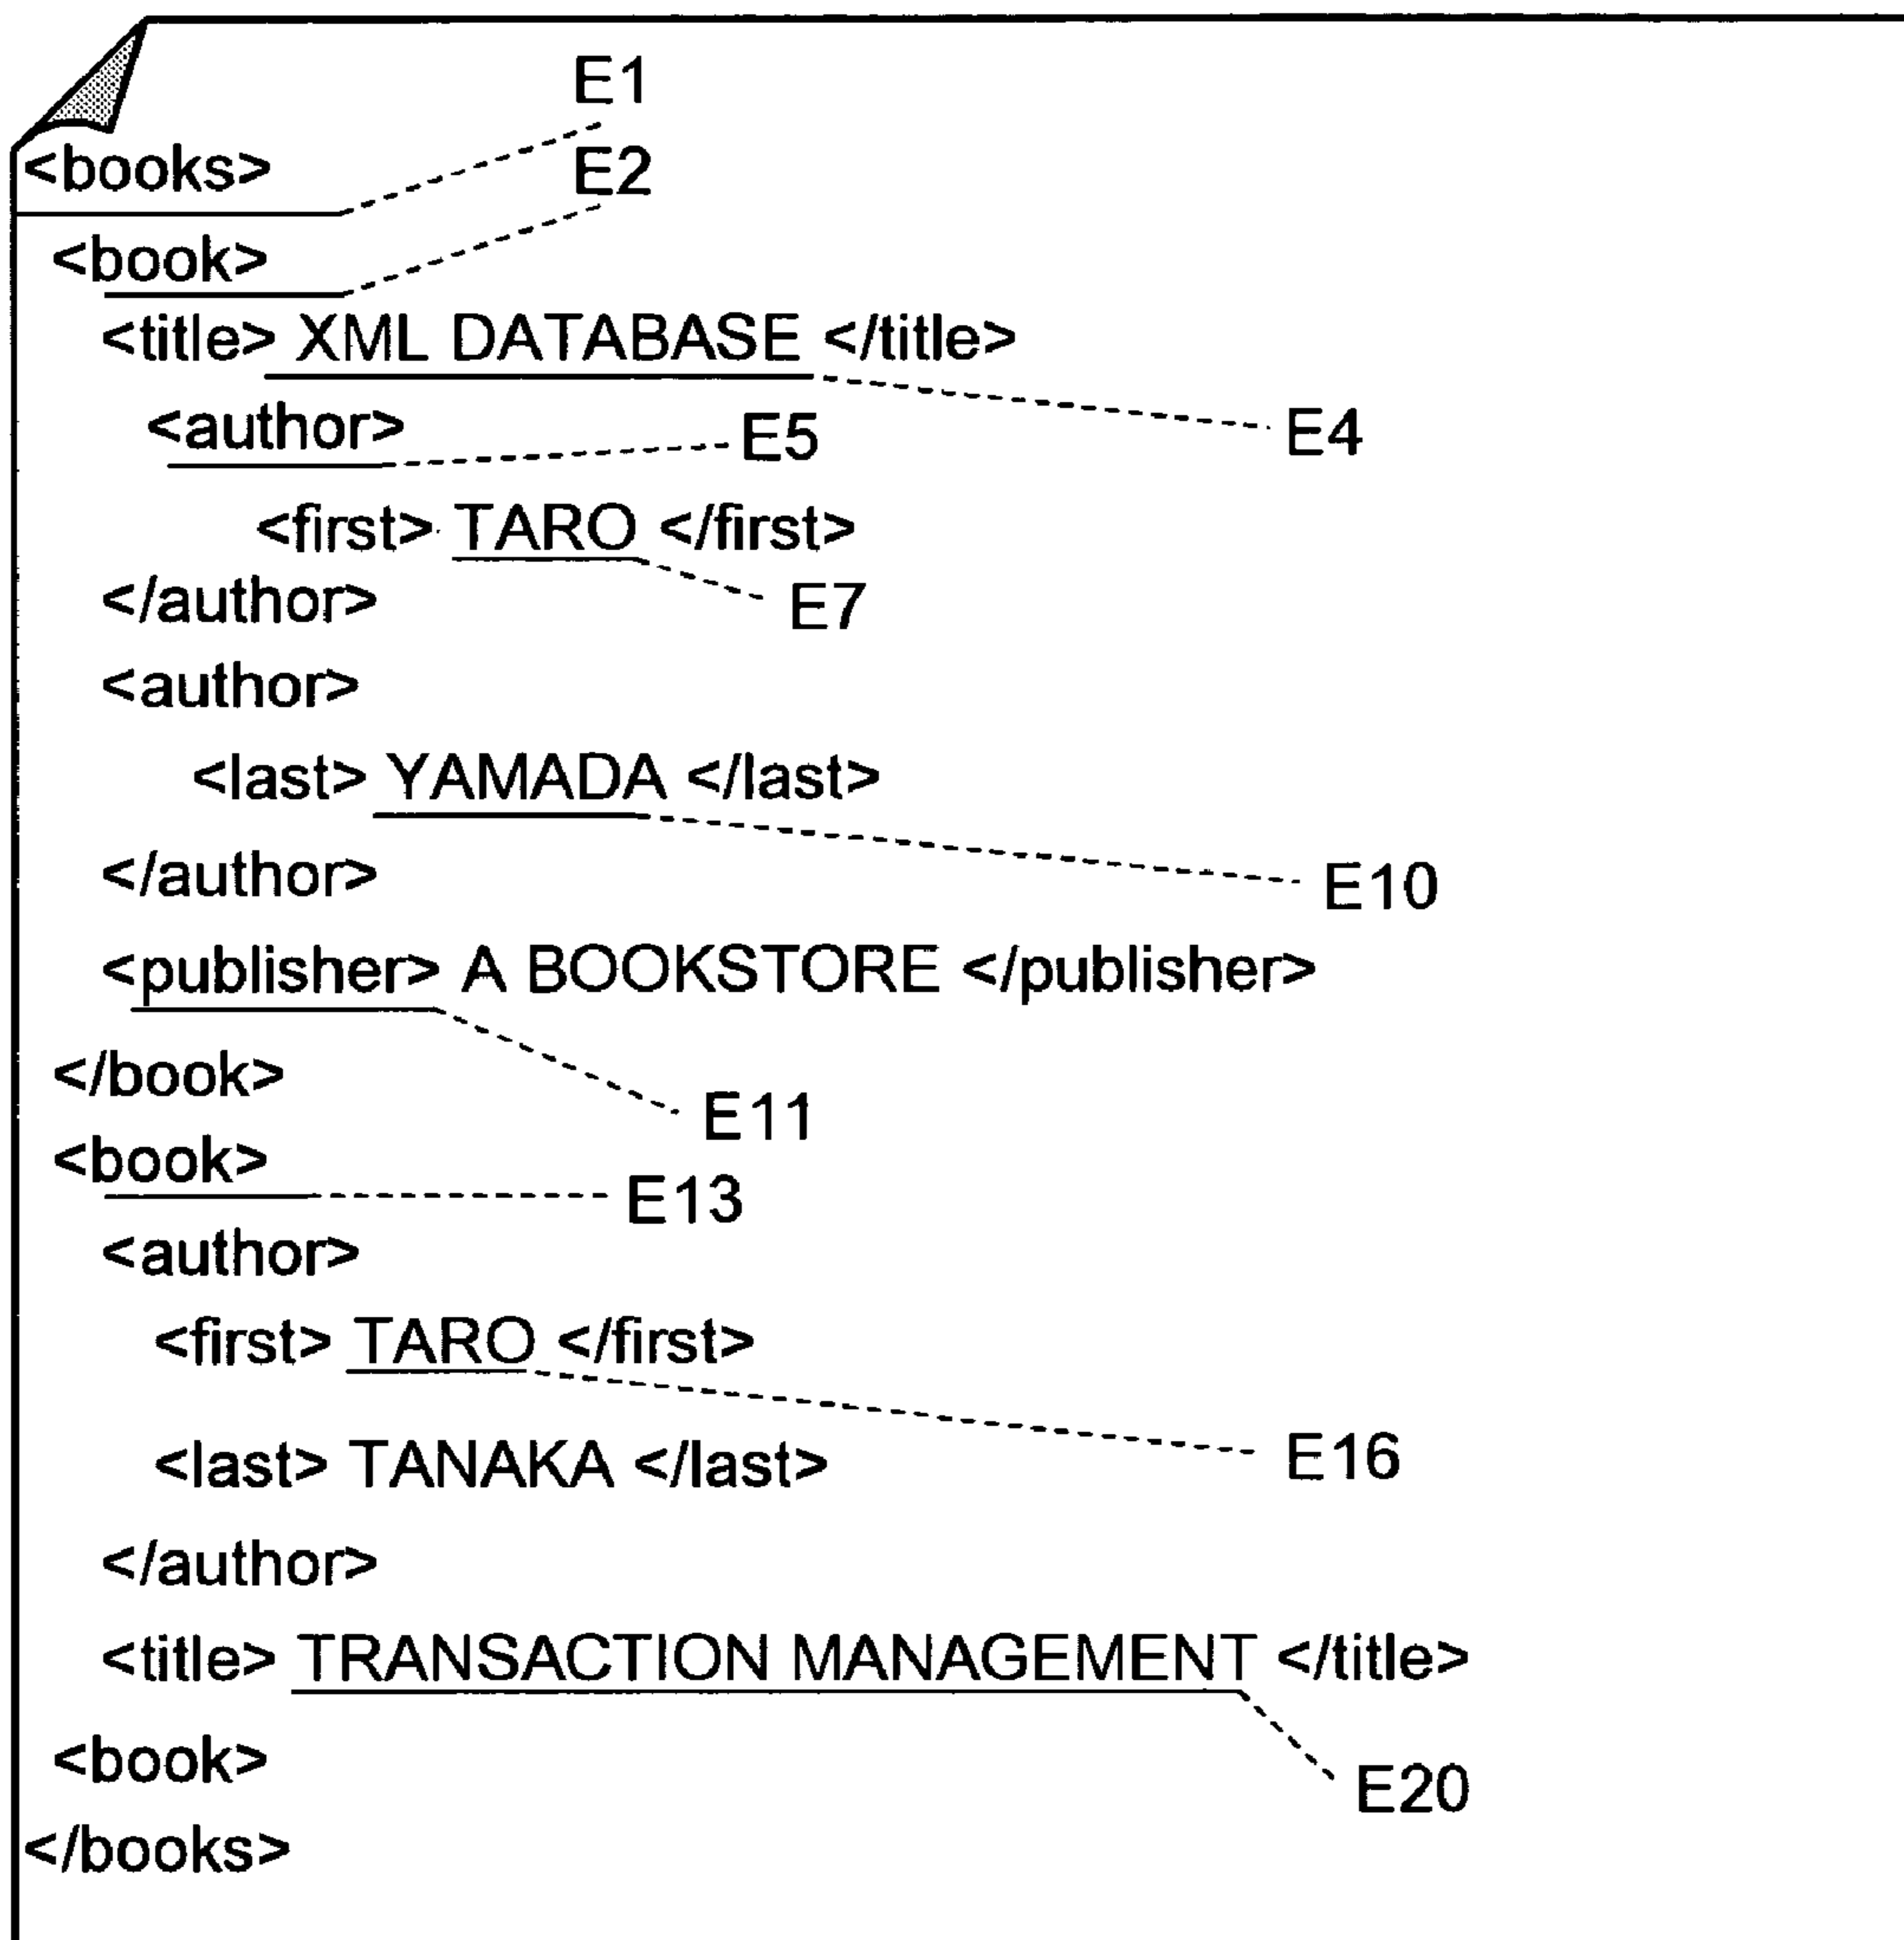 E1
<books>
E2
<book>
<title> XML DATABASE </title>
<author>
E5
E4
<first> TARO </first>
</author>
E7
<author>
<last> YAMADA </last>
</author>
E10
<publisher> A BOOKSTORE </publisher>
</book>
E11
<book>
E13
<author>
<first> TARO </first>
<last> TANAKA </last>
E16
</author>
<title> TRANSACTION MANAGEMENT </title>
<book>
E20
</books>